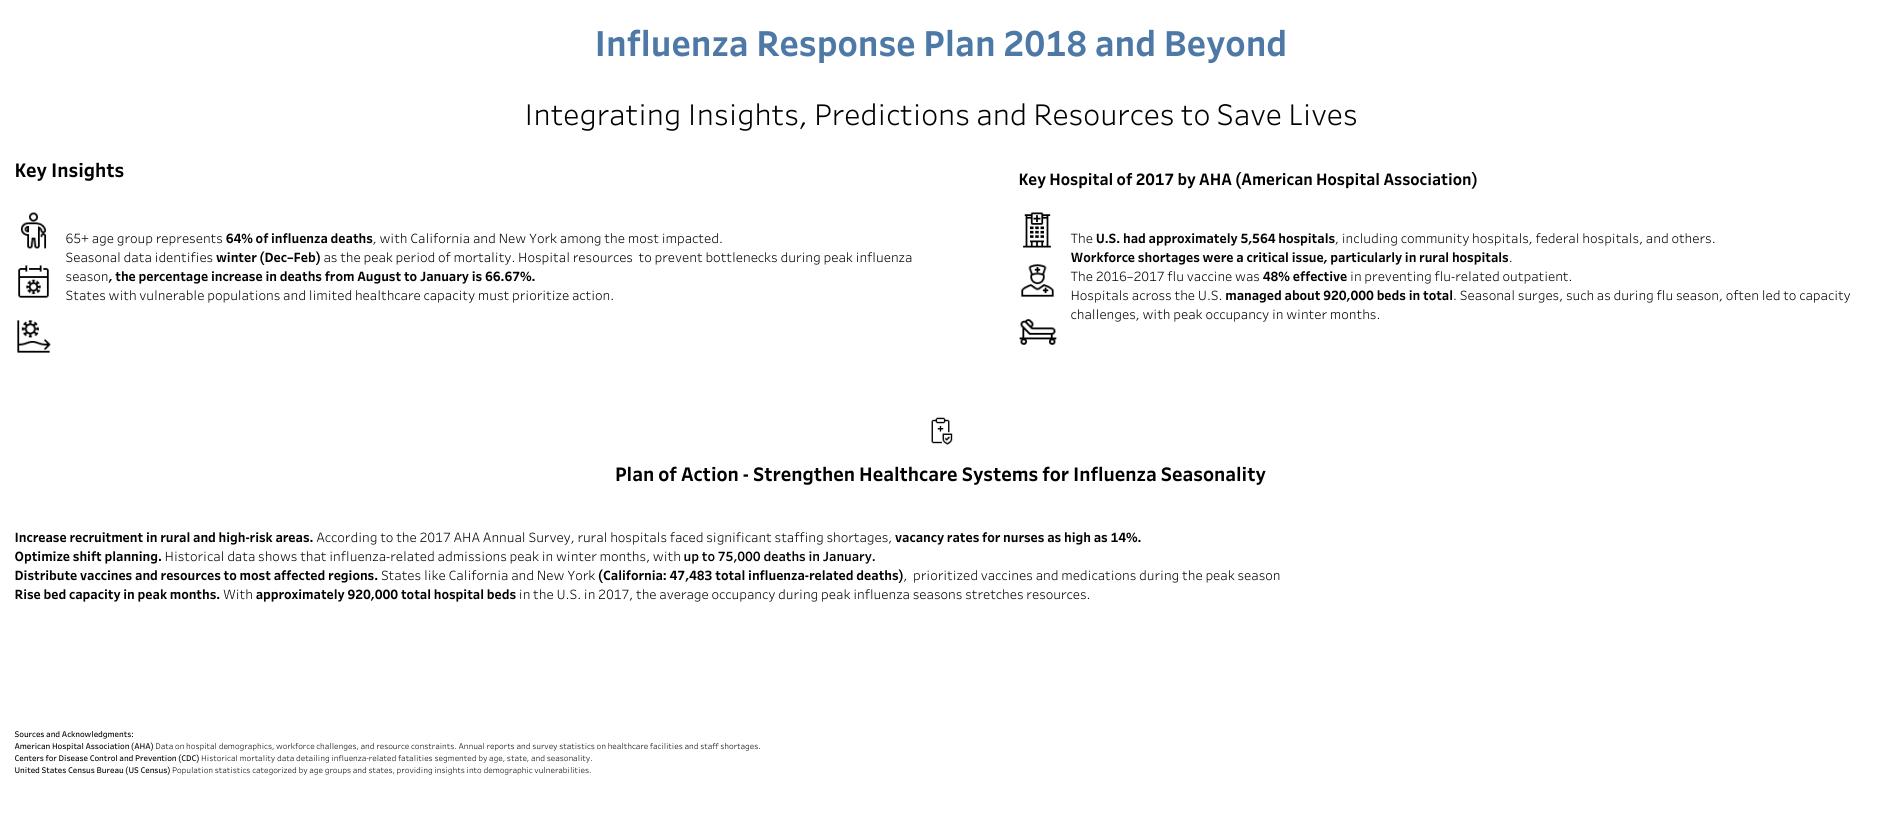 Influenza Response Plan 2018 and Beyond
Integrating Insights, Predictions and Resources to Save Lives
Key Insights
65+ age group represents 64% of influenza deaths, with California and New York among the most impacted.
Seasonal data identifies winter (Dec–Feb) as the peak period of mortality. Hospital resources  to prevent bottlenecks during peak influenza
season, the percentage increase in deaths from August to January is 66.67%.
States with vulnerable populations and limited healthcare capacity must prioritize action.
Key Hospital of 2017 by AHA (American Hospital Association)
The U.S. had approximately 5,564 hospitals, including community hospitals, federal hospitals, and others.
Workforce shortages were a critical issue, particularly in rural hospitals.
The 2016–2017 flu vaccine was 48% effective in preventing flu-related outpatient.
Hospitals across the U.S. managed about 920,000 beds in total. Seasonal surges, such as during flu season, often led to capacity
challenges, with peak occupancy in winter months.
Plan of Action - Strengthen Healthcare Systems for Influenza Seasonality
Increase recruitment in rural and high-risk areas. According to the 2017 AHA Annual Survey, rural hospitals faced significant staffing shortages, vacancy rates for nurses as high as 14%.
Optimize shift planning. Historical data shows that influenza-related admissions peak in winter months, with up to 75,000 deaths in January.
Distribute vaccines and resources to most affected regions. States like California and New York (California: 47,483 total influenza-related deaths),  prioritized vaccines and medications during the peak season
Rise bed capacity in peak months. With approximately 920,000 total hospital beds in the U.S. in 2017, the average occupancy during peak influenza seasons stretches resources.
Sources and Acknowledgments:
American Hospital Association (AHA) Data on hospital demographics, workforce challenges, and resource constraints. Annual reports and survey statistics on healthcare facilities and staff shortages.
Centers for Disease Control and Prevention (CDC) Historical mortality data detailing influenza-related fatalities segmented by age, state, and seasonality.
United States Census Bureau (US Census) Population statistics categorized by age groups and states, providing insights into demographic vulnerabilities.